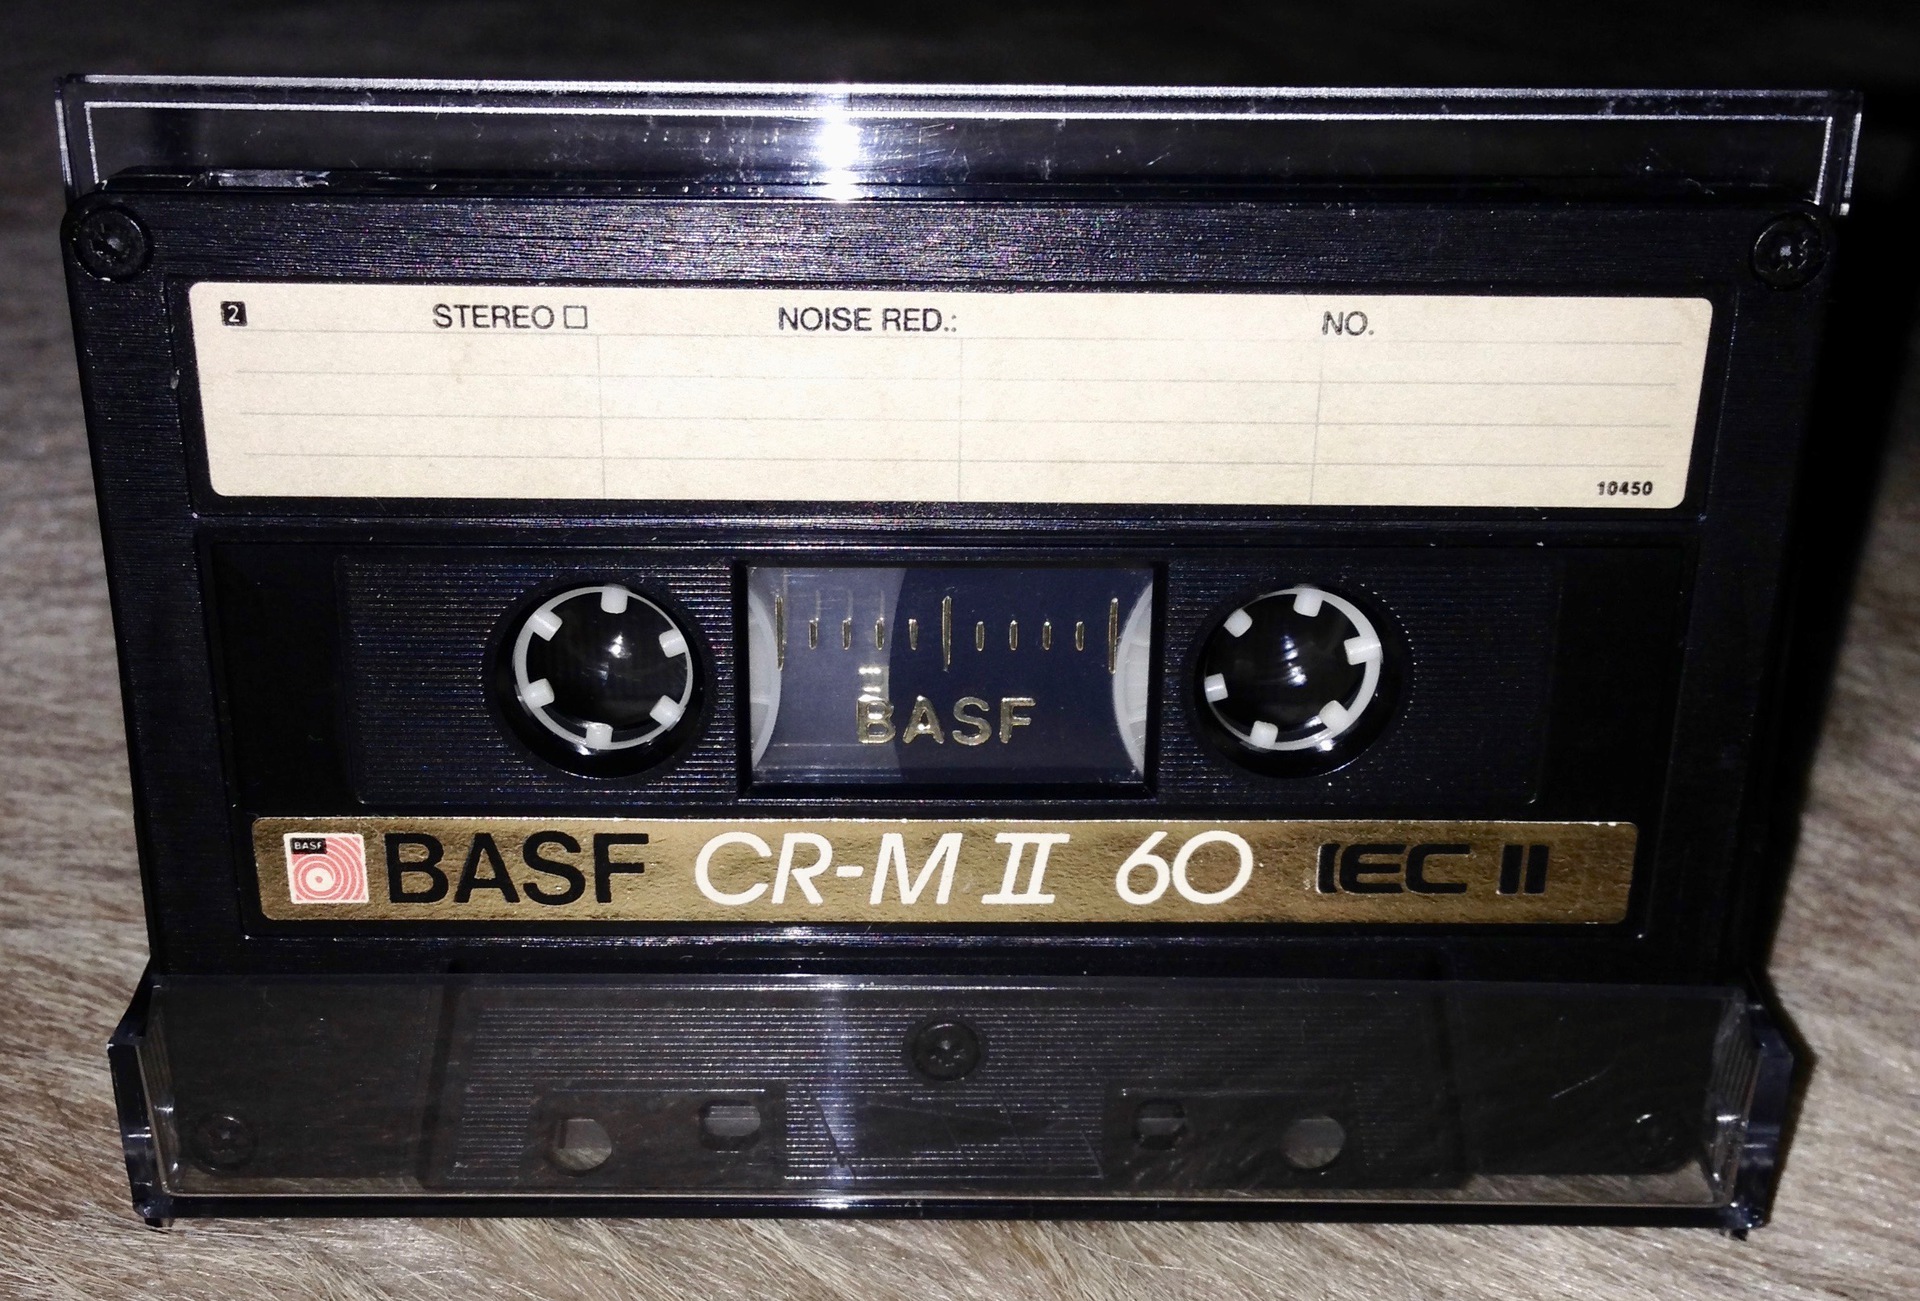 2 STEREO NOISE RED.: NO.
10450
BASF
BASF
BASF CR-M II 60 IEC II